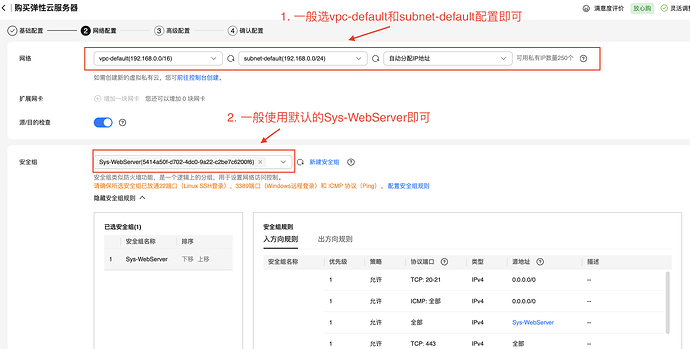 购买弹性云服务器
满意度评价 放心购 灵活调
1. 一般选vpc-default和subnet-default配置即可
基础配置 2 网络配置 3 高级配置 4 确认配置
网络 vpc-default(192.168.0.0/16) subnet-default(192.168.0.0/24) 自动分配IP地址 可用私有IP数量250个
如需创建新的虚拟私有云，您可前往控制台创建。
扩展网卡 增加一块网卡 您还可以增加 0 块网卡
2. 一般使用默认的Sys-WebServer即可
源/目的检查
安全组 Sys-WebServer(5414a50f-d702-4dc0-9a22-c2be7c6200f6) 新建安全组
安全组类似防火墙功能，是一个逻辑上的分组，用于设置网络访问控制。
请确保所选安全组已放通22端口（Linux SSH登录），3389端口（Windows远程登录）和 ICMP 协议（Ping）。 配置安全组规则
隐藏安全组规则
已选安全组(1) 安全组规则
入方向规则 出方向规则
安全组名称 排序 安全组名称 优先级 策略 协议端口 类型 源地址 描述
1 Sys-WebServer 下移 上移 1 允许 TCP: 20-21 IPv4 0.0.0.0/0 --
1 允许 ICMP: 全部 IPv4 0.0.0.0/0 --
1 允许 全部 IPv4 Sys-WebServer --
1 允许 TCP: 443 IPv4 0.0.0.0/0 --